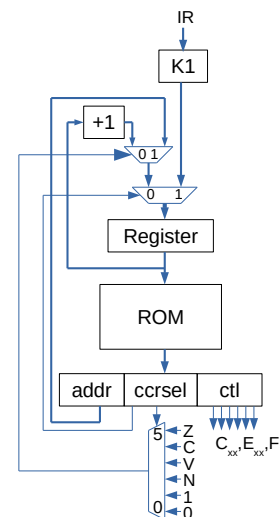 IR
K1
+1
0 1
0 1
Register
ROM
addr ccrsel ctl
5 Z
C
V
N
1
0 0
Cxx,Exx,F